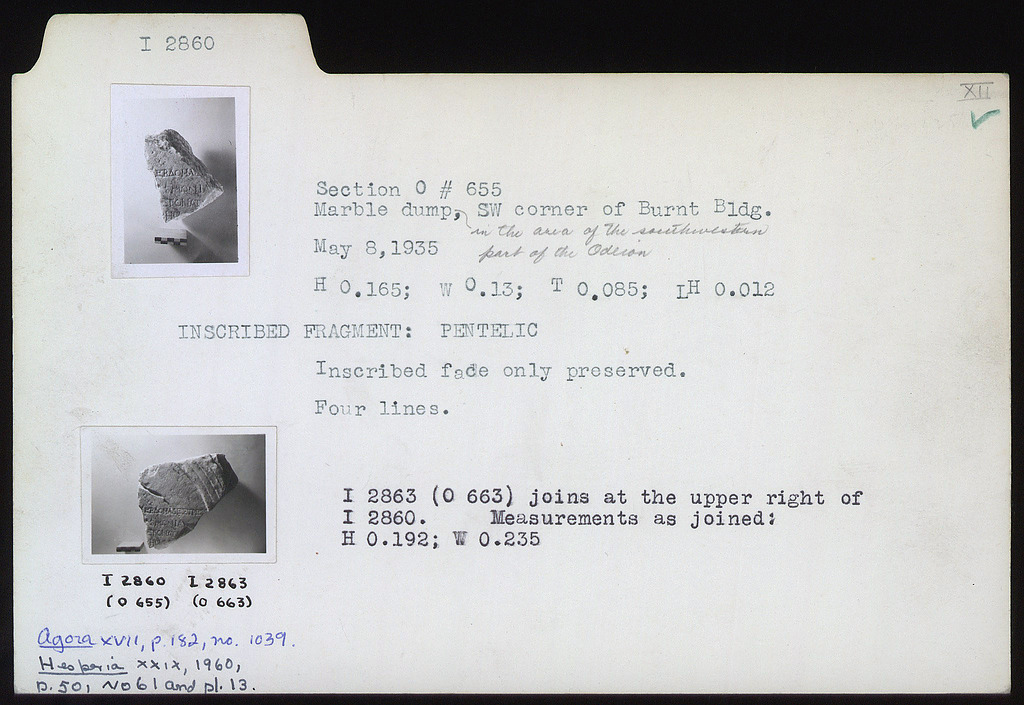 I 2860
XII
Section O # 655
Marble dump, SW corner of Burnt Bldg.
in the area of the southwestern
part of the Odeion
May 8,1935
H 0.165; W 0.13; T 0.085; LH 0.012
INSCRIBED FRAGMENT: PENTELIC
Inscribed fade only preserved.
Four lines.
I 2863 (O 663) joins at the upper right of
I 2860. Measurements as joined:
H 0.192; W 0.235
I 2860 I 2863
(O 655) (O 663)
Agora XVII, p. 182, no. 1039.
Hesperia XXIX, 1960,
p. 50, No 61 and pl. 13.